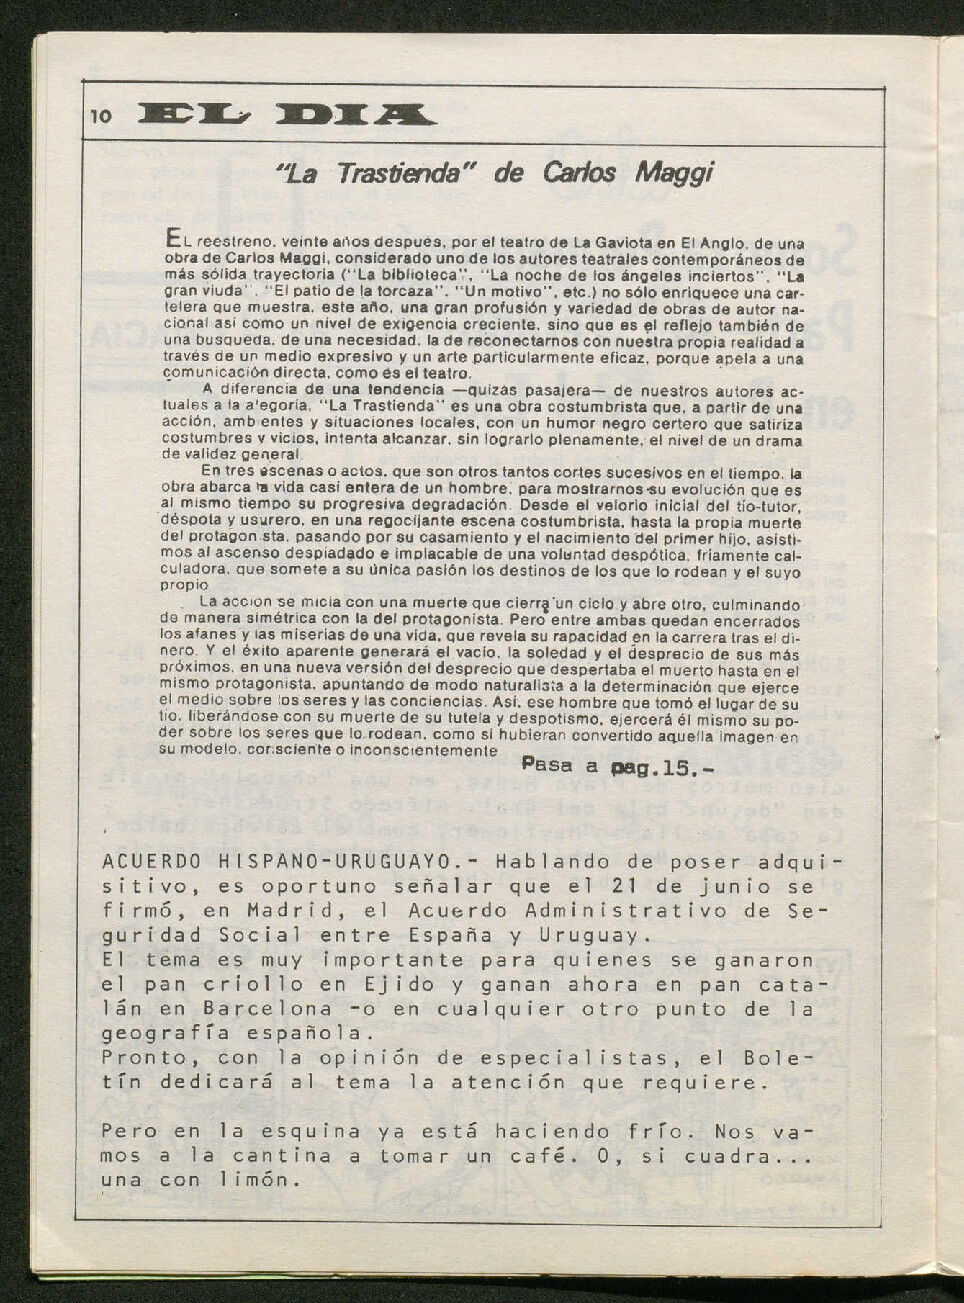 10 EL DIA
"La Trastienda" de Carlos Maggi
EL reestreno, veinte años después, por el teatro de La Gaviota en El Anglo, de una
obra de Carlos Maggi, considerado uno de los autores teatrales contemporáneos de
más sólida trayectoria ("La biblioteca", "La noche de los ángeles inciertos", "La
gran viuda", "El patio de la torcaza", "Un motivo", etc.) no sólo enriquece una car-
telera que muestra, este año, una gran profusión y variedad de obras de autor na-
cional así como un nivel de exigencia creciente, sino que es el reflejo también de
una busqueda, de una necesidad, la de reconectarnos con nuestra propia realidad a
través de un medio expresivo y un arte particularmente eficaz, porque apela a una
comunicación directa, como es el teatro.
A diferencia de una tendencia —quizás pasajera— de nuestros autores ac-
tuales a la alegoría, "La Trastienda" es una obra costumbrista que, a partir de una
acción, ambientes y situaciones locales, con un humor negro certero que satiriza
costumbres y vicios, intenta alcanzar, sin lograrlo plenamente, el nivel de un drama
de validez general.
En tres escenas o actos, que son otros tantos cortes sucesivos en el tiempo, la
obra abarca la vida casi entera de un hombre, para mostrarnos su evolución que es
al mismo tiempo su progresiva degradación. Desde el velorio inicial del tío-tutor,
déspota y usurero, en una regocijante escena costumbrista, hasta la propia muerte
del protagonista, pasando por su casamiento y el nacimiento del primer hijo, asisti-
mos al ascenso despiadado e implacable de una voluntad despótica, friamente cal-
culadora, que somete a su única pasión los destinos de los que lo rodean y el suyo
propio
La acción se inicia con una muerte que cierra un ciclo y abre otro, culminando
de manera simétrica con la del protagonista. Pero entre ambas quedan encerrados
los afanes y las miserias de una vida, que revela su rapacidad en la carrera tras el di-
nero. Y el éxito aparente generará el vacío, la soledad y el desprecio de sus más
próximos, en una nueva versión del desprecio que despertaba el muerto hasta en el
mismo protagonista, apuntando de modo naturalista a la determinación que ejerce
el medio sobre los seres y las conciencias. Así, ese hombre que tomó el lugar de su
tío, liberándose con su muerte de su tutela y despotismo, ejercerá él mismo su po-
der sobre los seres que lo rodean, como si hubieran convertido aquella imagen en
su modelo, consciente o inconscientemente
Pasa a pag.15.-
ACUERDO HISPANO-URUGUAYO.- Hablando de poser adqui-
sitivo, es oportuno señalar que el 21 de junio se
firmó, en Madrid, el Acuerdo Administrativo de Se-
guridad Social entre España y Uruguay.
El tema es muy importante para quienes se ganaron
el pan criollo en Ejido y ganan ahora en pan cata-
lán en Barcelona -o en cualquier otro punto de la
geografía española.
Pronto, con la opinión de especialistas, el Bole-
tín dedicará al tema la atención que requiere.
Pero en la esquina ya está haciendo frío. Nos va-
mos a la cantina a tomar un café. O, si cuadra...
una con limón.